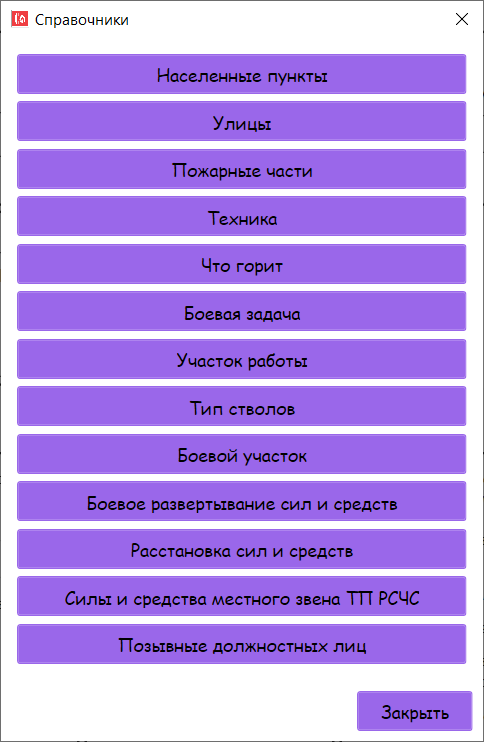 Справочники
Населенные пункты
Улицы
Пожарные части
Техника
Что горит
Боевая задача
Участок работы
Тип стволов
Боевой участок
Боевое развертывание сил и средств
Расстановка сил и средств
Силы и средства местного звена ТП РСЧС
Позывные должностных лиц
Закрыть